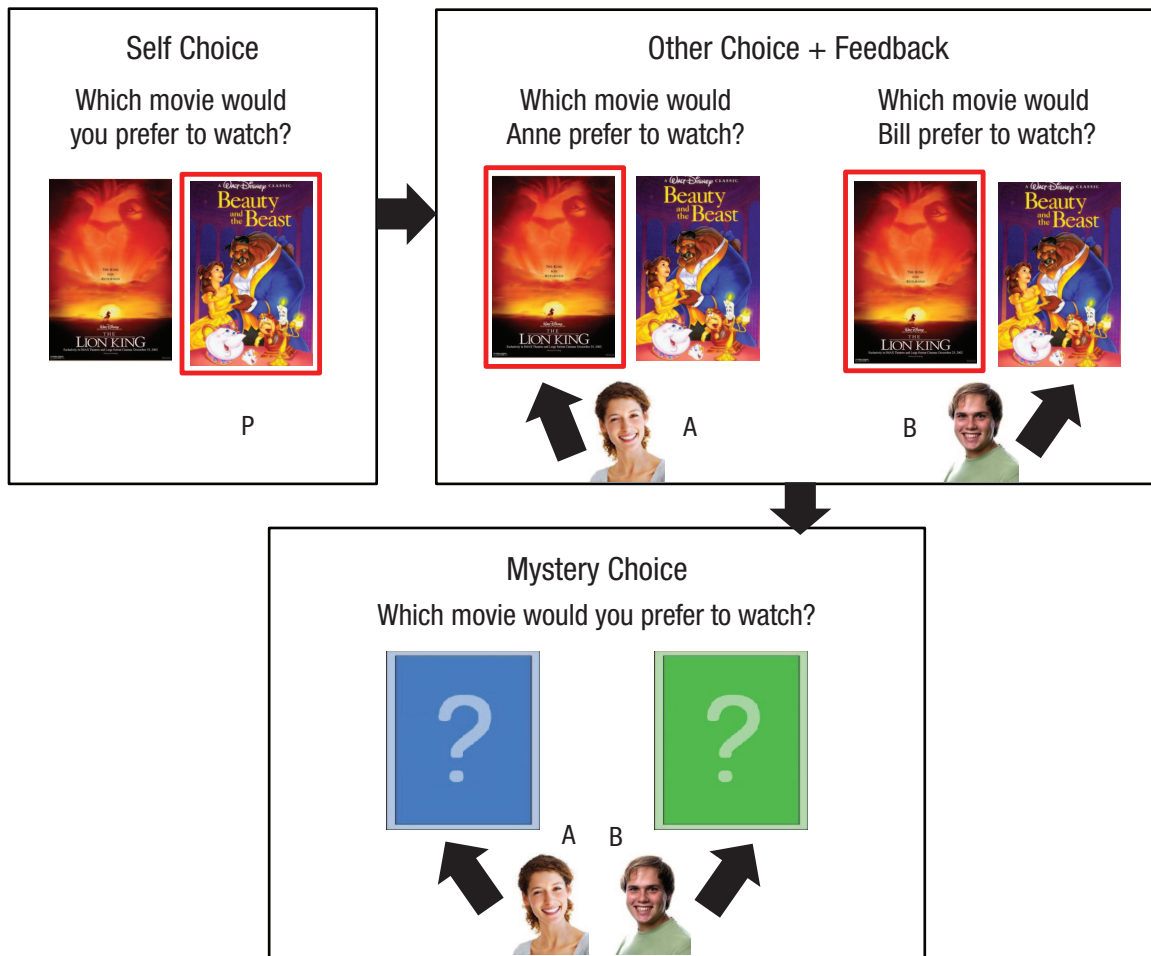 Self Choice
Which movie would
you prefer to watch?
THE
LION KING
A Walt Disney CLASSIC
Beauty
and
the Beast
P
Other Choice + Feedback
Which movie would
Anne prefer to watch?
THE
LION KING
A Walt Disney CLASSIC
Beauty
and
the Beast
A
Which movie would
Bill prefer to watch?
THE
LION KING
A Walt Disney CLASSIC
Beauty
and
the Beast
B
Mystery Choice
Which movie would you prefer to watch?
?
?
A B